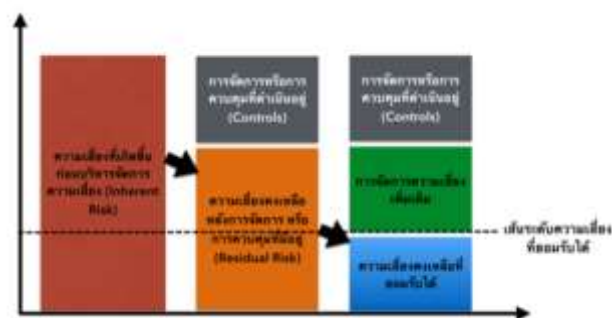 ความเสี่ยงที่เกิดขึ้น
ก่อนบริหารจัดการ
ความเสี่ยง (Inherent
Risk)
การจัดการหรือการ
ควบคุมที่ดำเนินอยู่
(Controls)
ความเสี่ยงคงเหลือ
หลังการจัดการ หรือ
การควบคุมที่มีอยู่
(Residual Risk)
การจัดการหรือการ
ควบคุมที่ดำเนินอยู่
(Controls)
การจัดการความเสี่ยง
เพิ่มเติม
ความเสี่ยงคงเหลือที่
ยอมรับได้
เส้นระดับความเสี่ยง
ที่ยอมรับได้